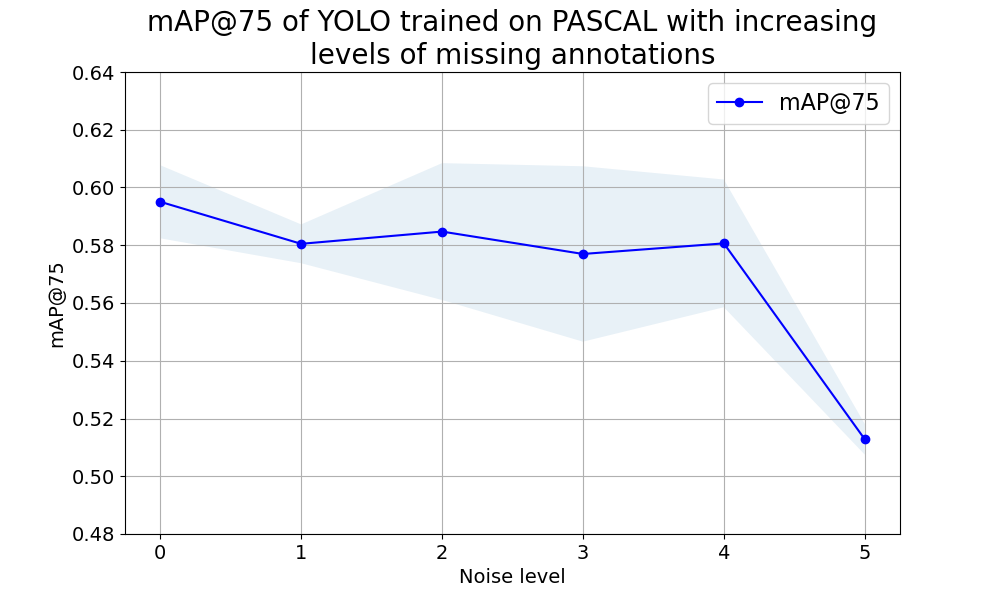 mAP@75 of YOLO trained on PASCAL with increasing
levels of missing annotations
mAP@75
mAP@75
0.64
0.62
0.60
0.58
0.56
0.54
0.52
0.50
0.48
0 1 2 3 4 5
Noise level